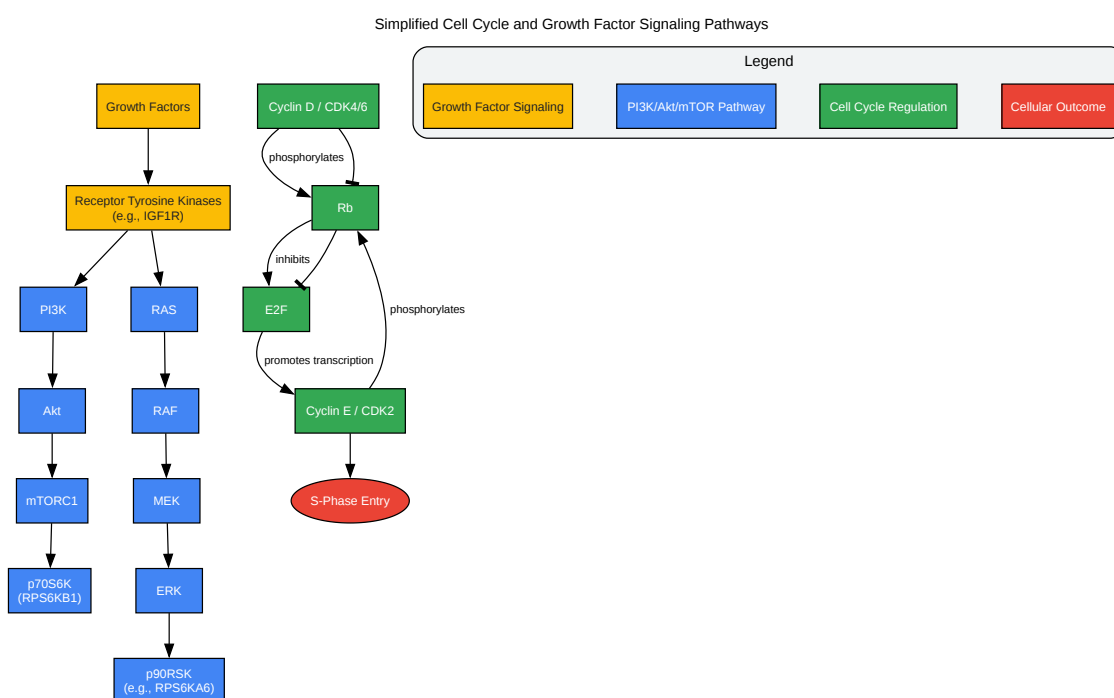 Simplified Cell Cycle and Growth Factor Signaling Pathways
Legend
Growth Factor Signaling
PI3K/Akt/mTOR Pathway
Cell Cycle Regulation
Cellular Outcome
Growth Factors
Cyclin D / CDK4/6
phosphorylates
Receptor Tyrosine Kinases
(e.g., IGF1R)
Rb
inhibits
PI3K
RAS
E2F
phosphorylates
promotes transcription
Akt
RAF
Cyclin E / CDK2
mTORC1
MEK
S-Phase Entry
p70S6K
(RPS6KB1)
ERK
p90RSK
(e.g., RPS6KA6)